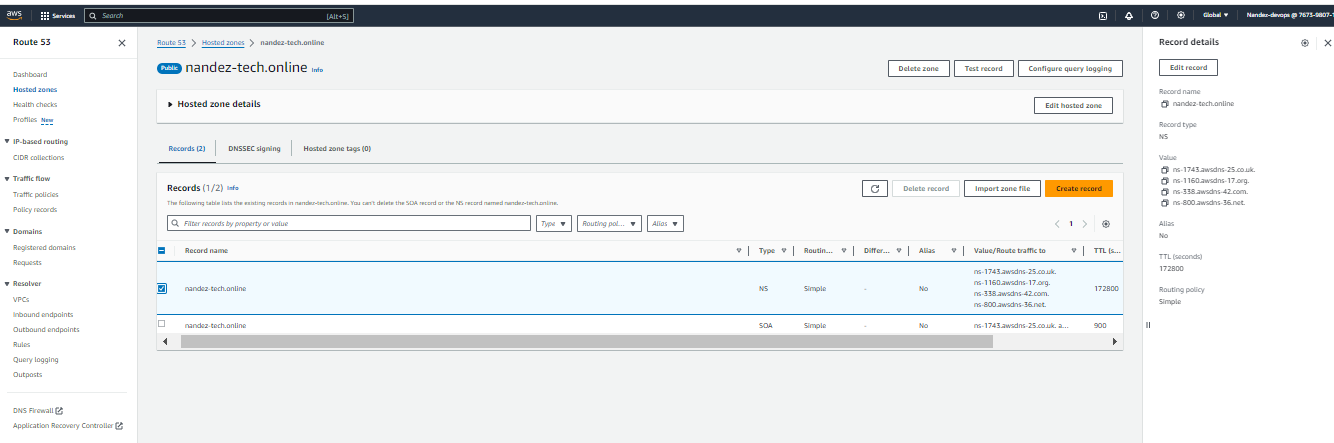 aws Services Search [Alt+S] Global ▼ Nandez-devops @ 7673-9807-1
Route 53
Dashboard
Hosted zones
Health checks
Profiles New
IP-based routing
CIDR collections
Traffic flow
Traffic policies
Policy records
Domains
Registered domains
Requests
Resolver
VPCs
Inbound endpoints
Outbound endpoints
Rules
Query logging
Outposts
DNS Firewall
Application Recovery Controller
Route 53 > Hosted zones > nandez-tech.online
Public nandez-tech.online Info
Delete zone Test record Configure query logging
Hosted zone details Edit hosted zone
Records (2) DNSSEC signing Hosted zone tags (0)
Records (1/2) Info
Delete record Import zone file Create record
The following table lists the existing records in nandez-tech.online. You can't delete the SOA record or the NS record named nandez-tech.online.
Filter records by property or value Type Routing pol... Alias 1
Record name Type Routin... Differ... Alias Value/Route traffic to TTL (s...
nandez-tech.online NS Simple - No
ns-1743.awsdns-25.co.uk.
ns-1160.awsdns-17.org.
ns-338.awsdns-42.com.
ns-800.awsdns-36.net.
172800
nandez-tech.online SOA Simple - No ns-1743.awsdns-25.co.uk. a... 900
Record details
Edit record
Record name
nandez-tech.online
Record type
NS
Value
ns-1743.awsdns-25.co.uk.
ns-1160.awsdns-17.org.
ns-338.awsdns-42.com.
ns-800.awsdns-36.net.
Alias
No
TTL (seconds)
172800
Routing policy
Simple